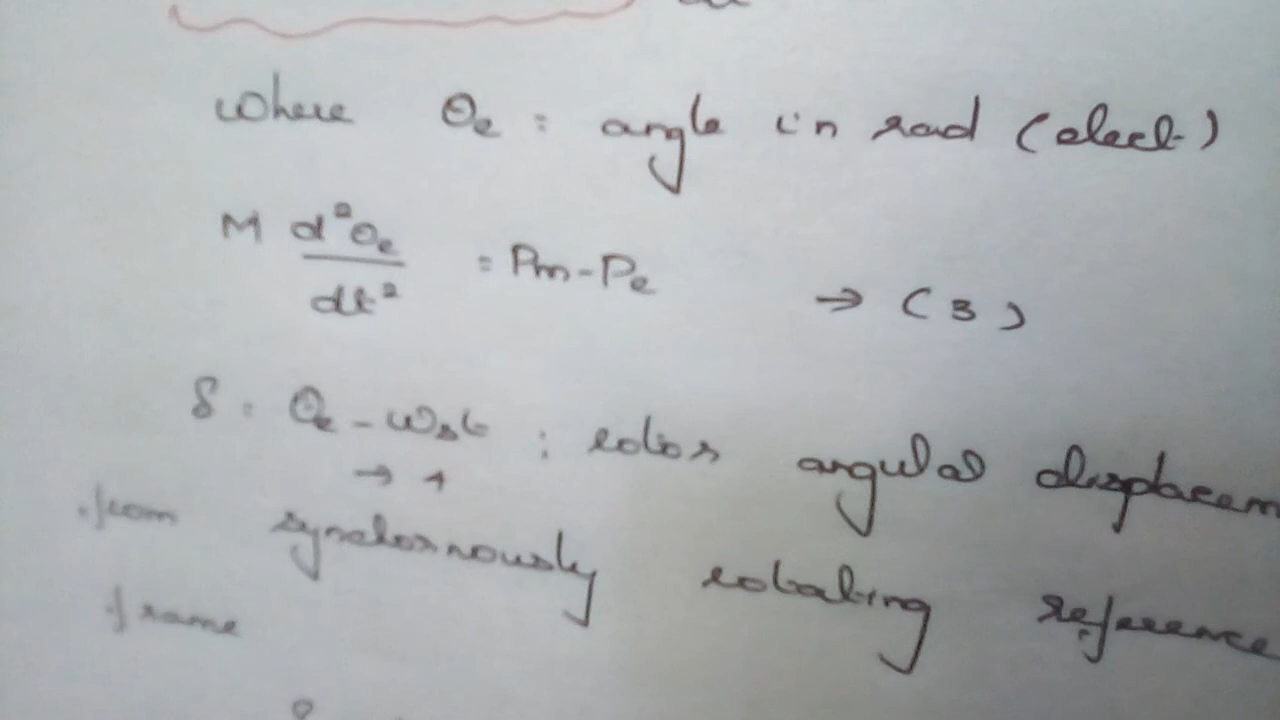 where θe = angle in rad (elect.)
M d²θe/dt² = Pm - Pe → (3)
δ = θe - ωst : rotor angular displacem
→ 4
from synchronously rotating reference
frame